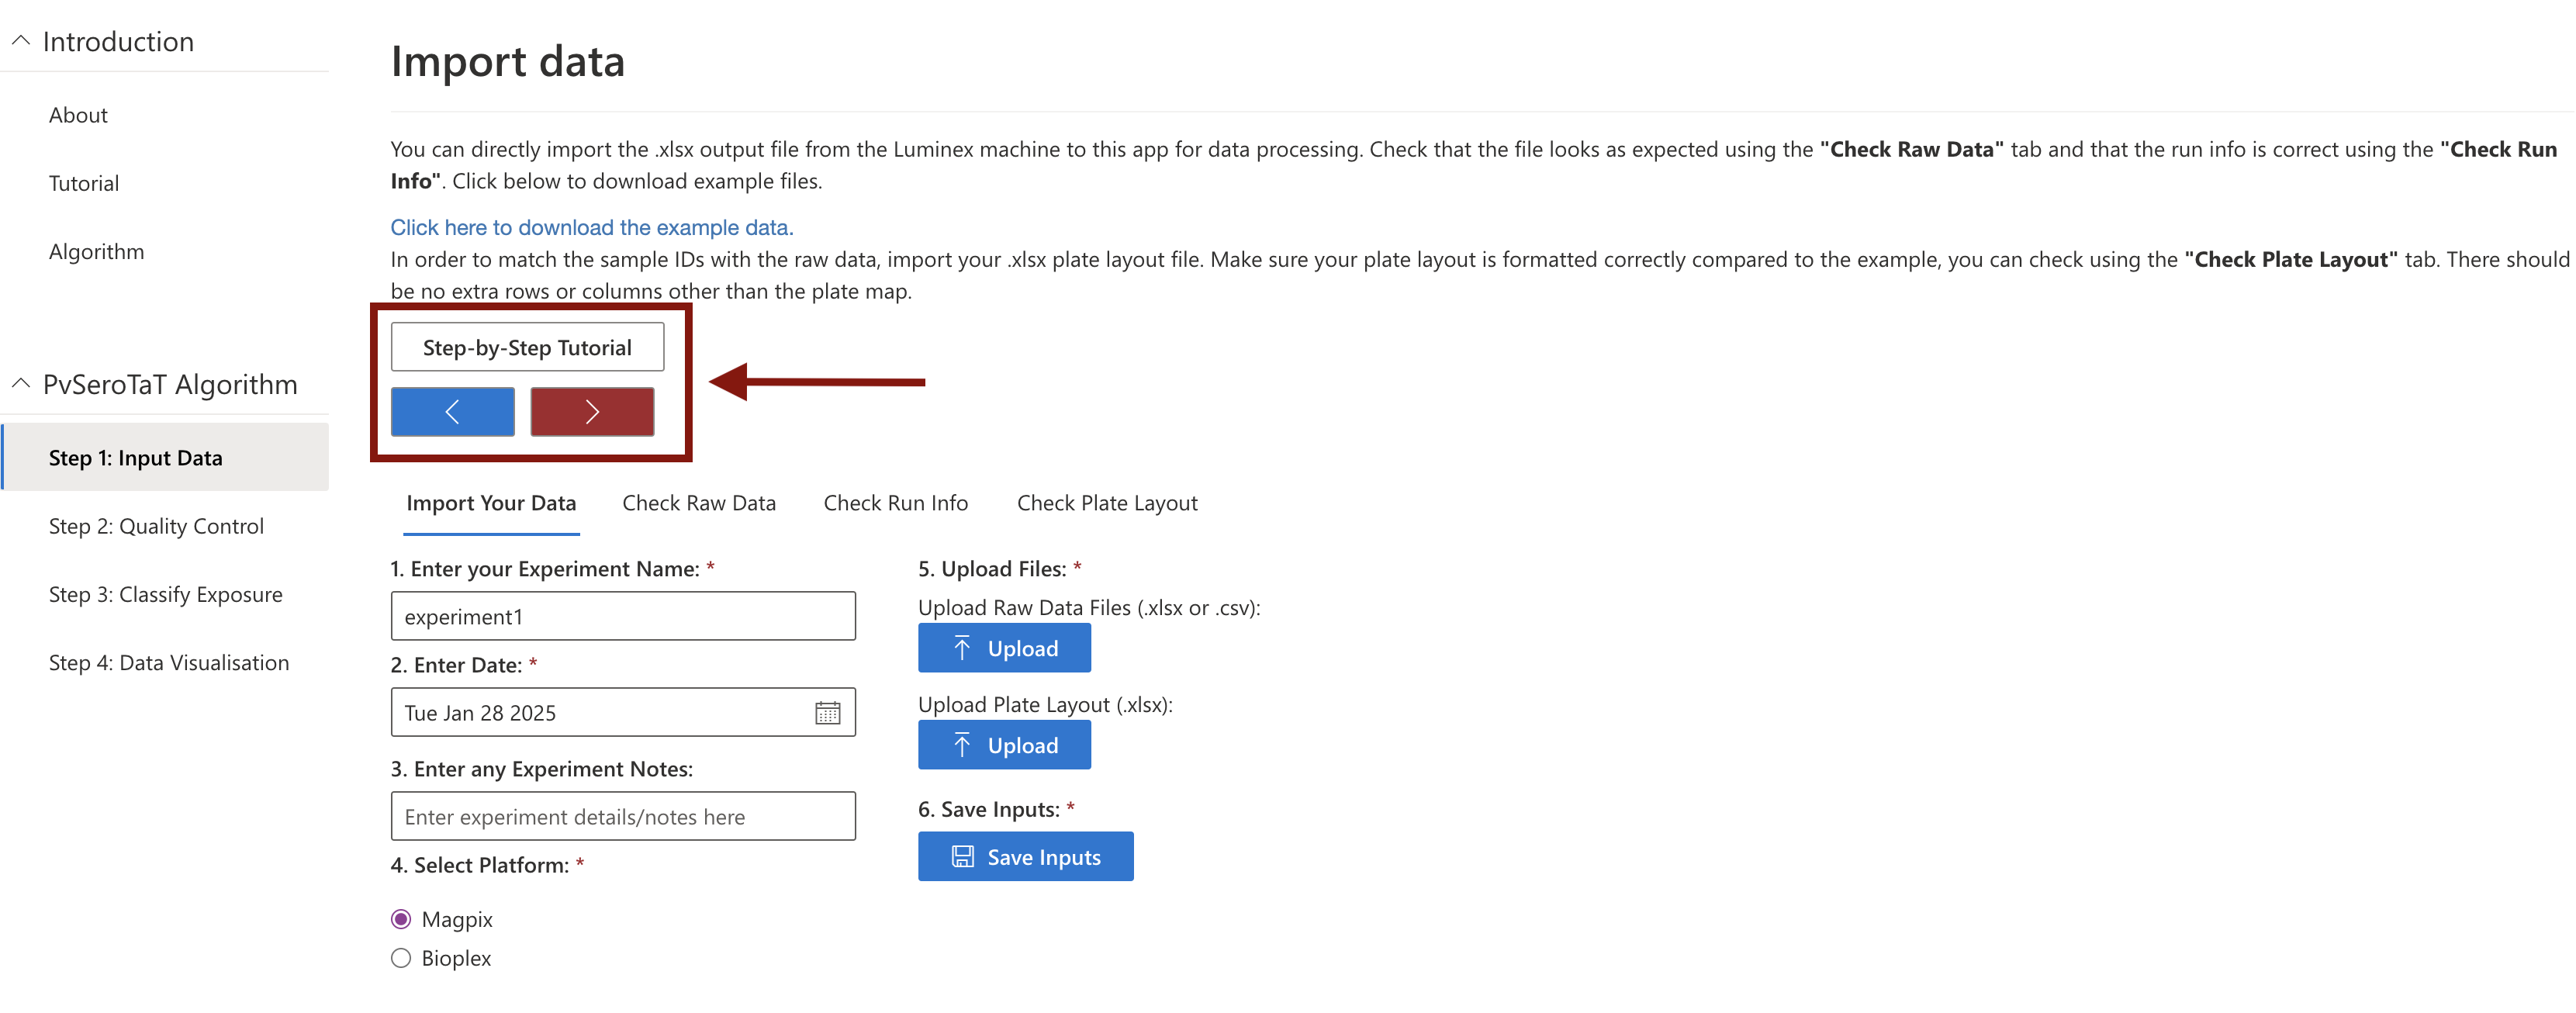 Introduction
About
Tutorial
Algorithm
PvSeroTaT Algorithm
Step 1: Input Data
Step 2: Quality Control
Step 3: Classify Exposure
Step 4: Data Visualisation
Import data
You can directly import the .xlsx output file from the Luminex machine to this app for data processing. Check that the file looks as expected using the "Check Raw Data" tab and that the run info is correct using the "Check Run
Info". Click below to download example files.
Click here to download the example data.
In order to match the sample IDs with the raw data, import your .xlsx plate layout file. Make sure your plate layout is formatted correctly compared to the example, you can check using the "Check Plate Layout" tab. There should
be no extra rows or columns other than the plate map.
Step-by-Step Tutorial
Import Your Data
Check Raw Data
Check Run Info
Check Plate Layout
1. Enter your Experiment Name: *
experiment1
2. Enter Date: *
Tue Jan 28 2025
3. Enter any Experiment Notes:
Enter experiment details/notes here
4. Select Platform: *
Magpix
Bioplex
5. Upload Files: *
Upload Raw Data Files (.xlsx or .csv):
Upload
Upload Plate Layout (.xlsx):
Upload
6. Save Inputs: *
Save Inputs